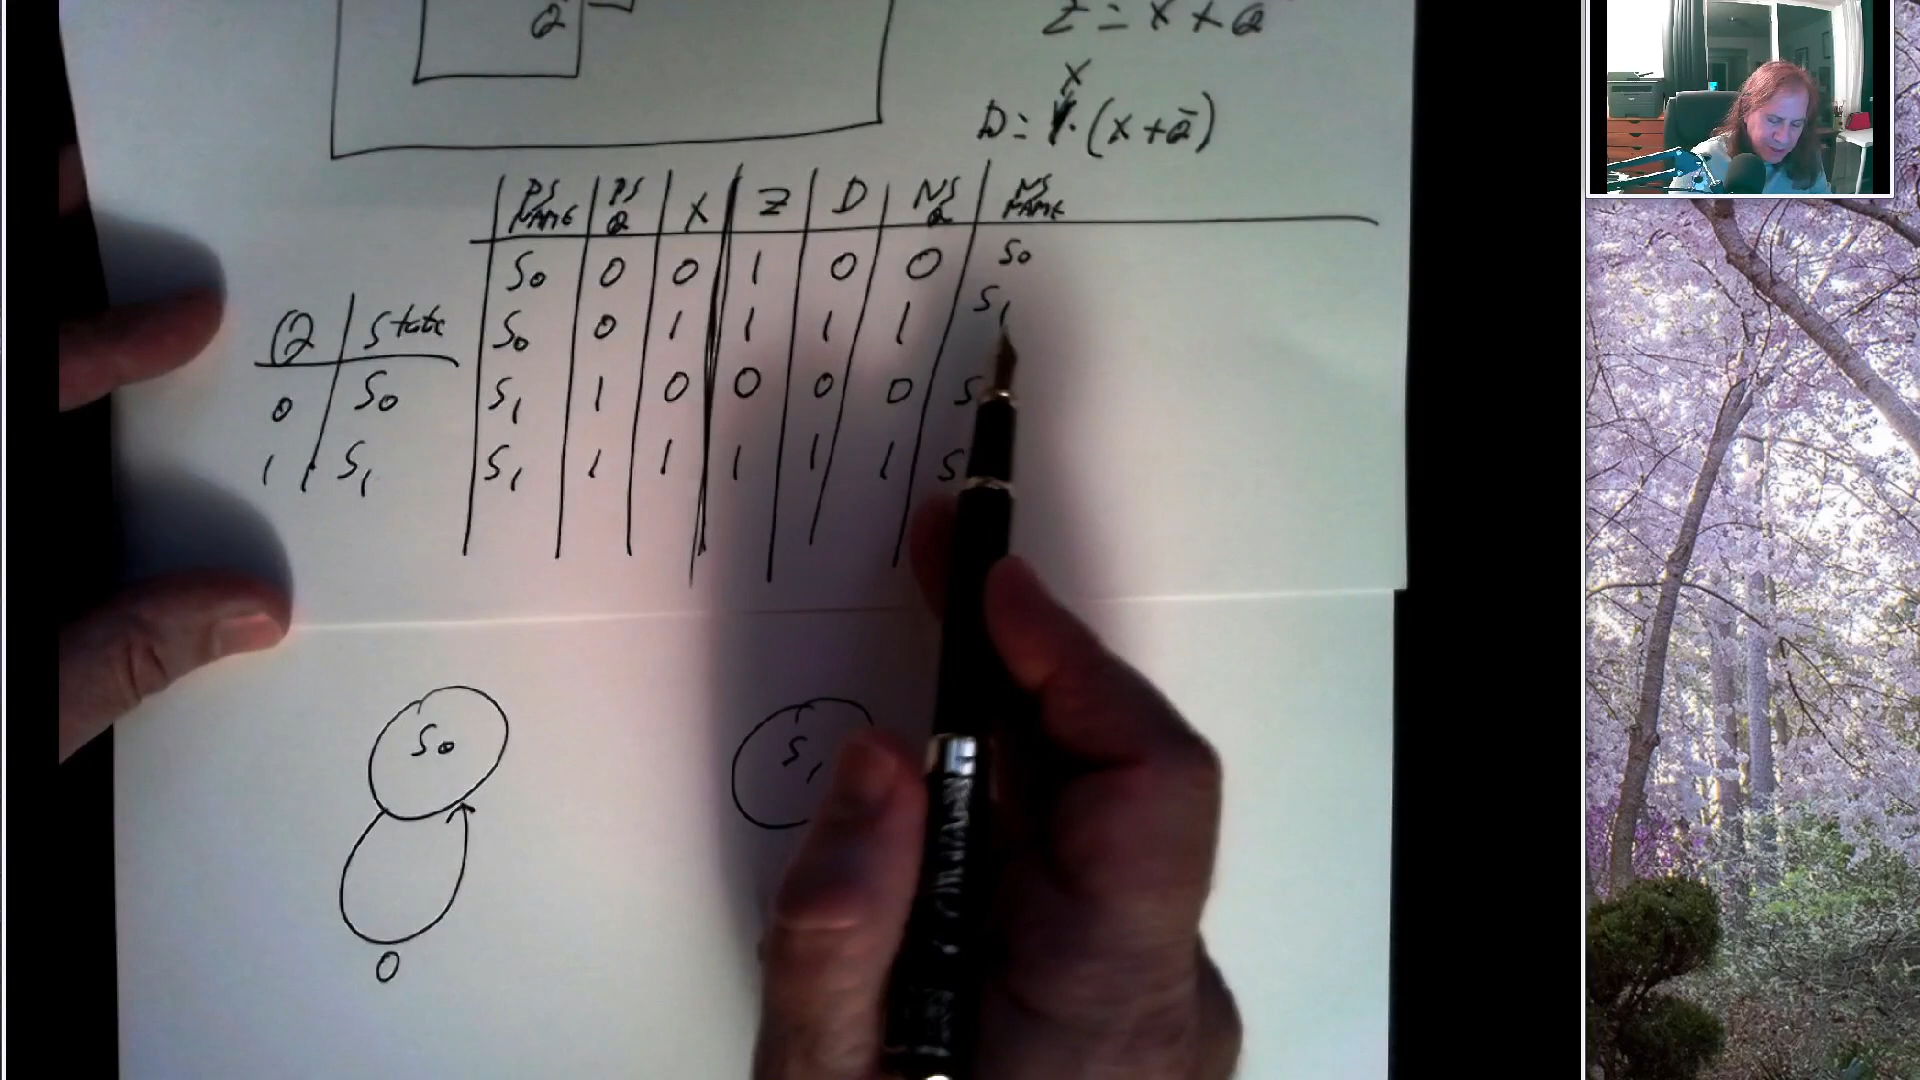 Q
Z = X + Q
X
D = · (X + Q̄)
PS NAME PS Q X Z D NS Q NS NAME
S0 0 0 1 0 0 S0
S0 0 1 1 1 1 S1
S1 1 0 0 0 0 S
S1 1 1 1 1 1 S
Q State
0 S0
1 S1
S0
S1
0